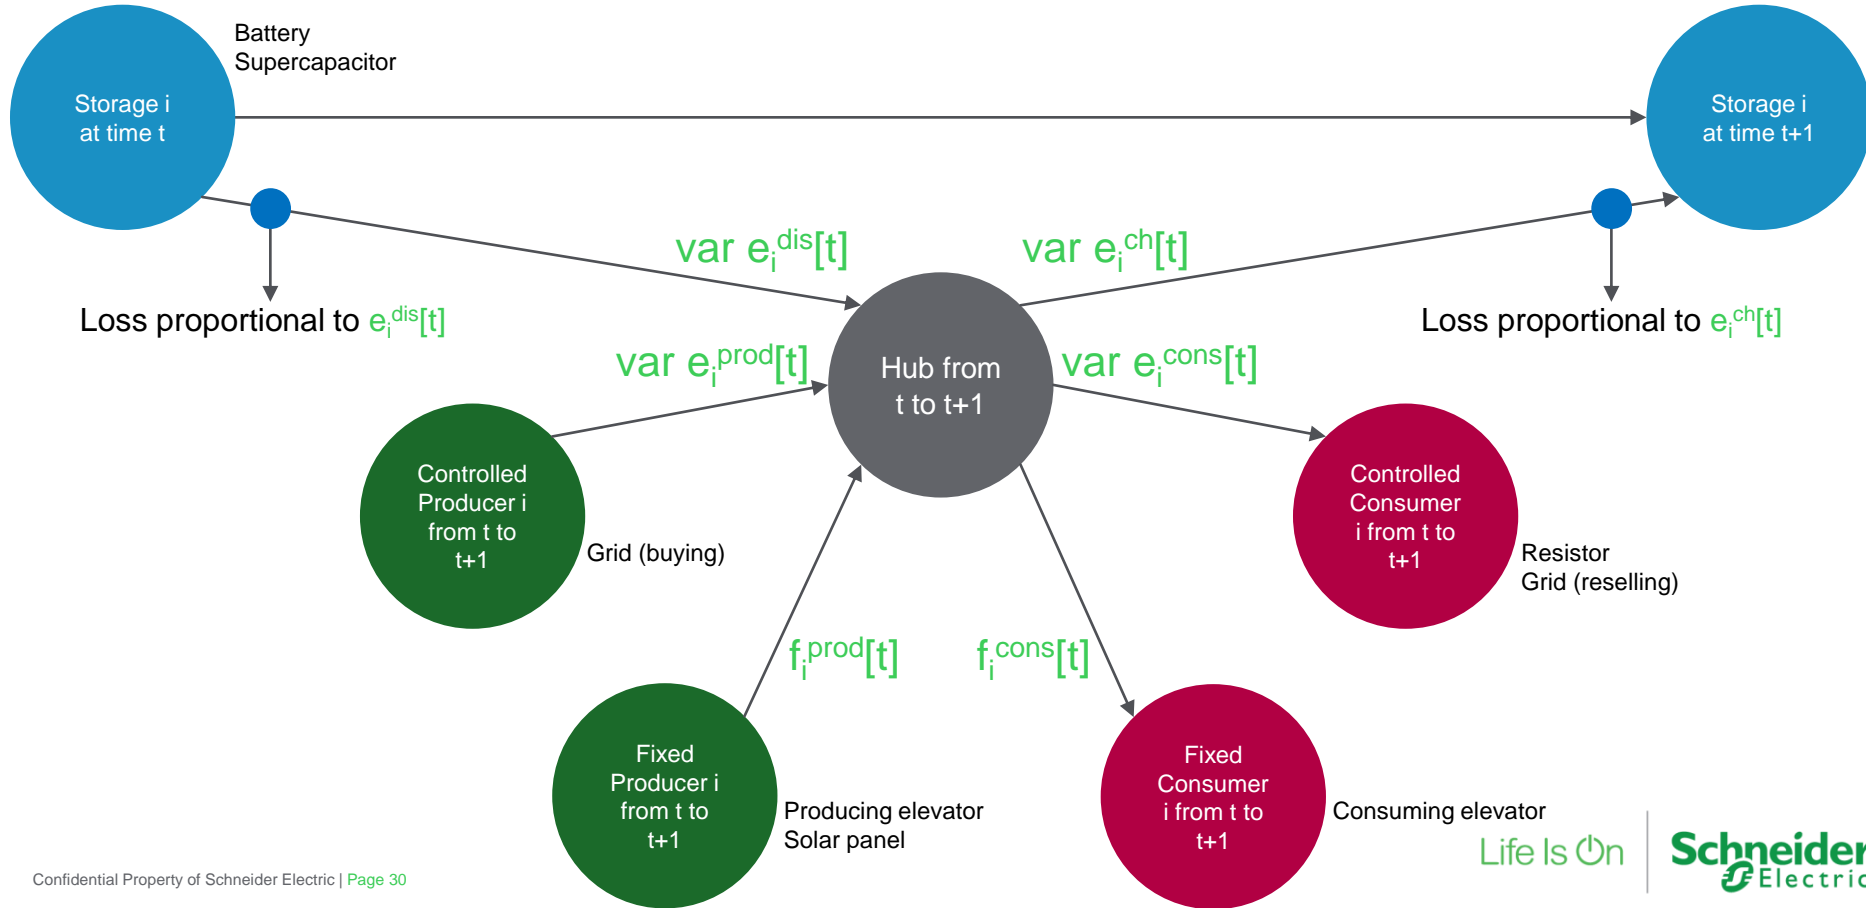 Battery
Supercapacitor
Storage i
at time t
Storage i
at time t+1
var e_i^dis[t]
var e_i^ch[t]
Loss proportional to e_i^dis[t]
Loss proportional to e_i^ch[t]
var e_i^prod[t]
var e_i^cons[t]
Hub from
t to t+1
Controlled
Producer i
from t to
t+1
Grid (buying)
Controlled
Consumer
i from t to
t+1
Resistor
Grid (reselling)
f_i^prod[t]
f_i^cons[t]
Fixed
Producer i
from t to
t+1
Producing elevator
Solar panel
Fixed
Consumer
i from t to
t+1
Consuming elevator
Life Is On
Schneider
Electric
Confidential Property of Schneider Electric | Page 30